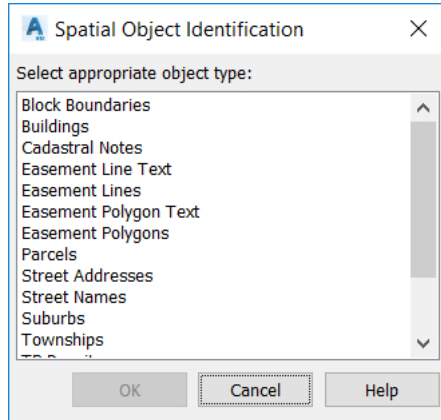 Spatial Object Identification
Select appropriate object type:
Block Boundaries
Buildings
Cadastral Notes
Easement Line Text
Easement Lines
Easement Polygon Text
Easement Polygons
Parcels
Street Addresses
Street Names
Suburbs
Townships
OK
Cancel
Help